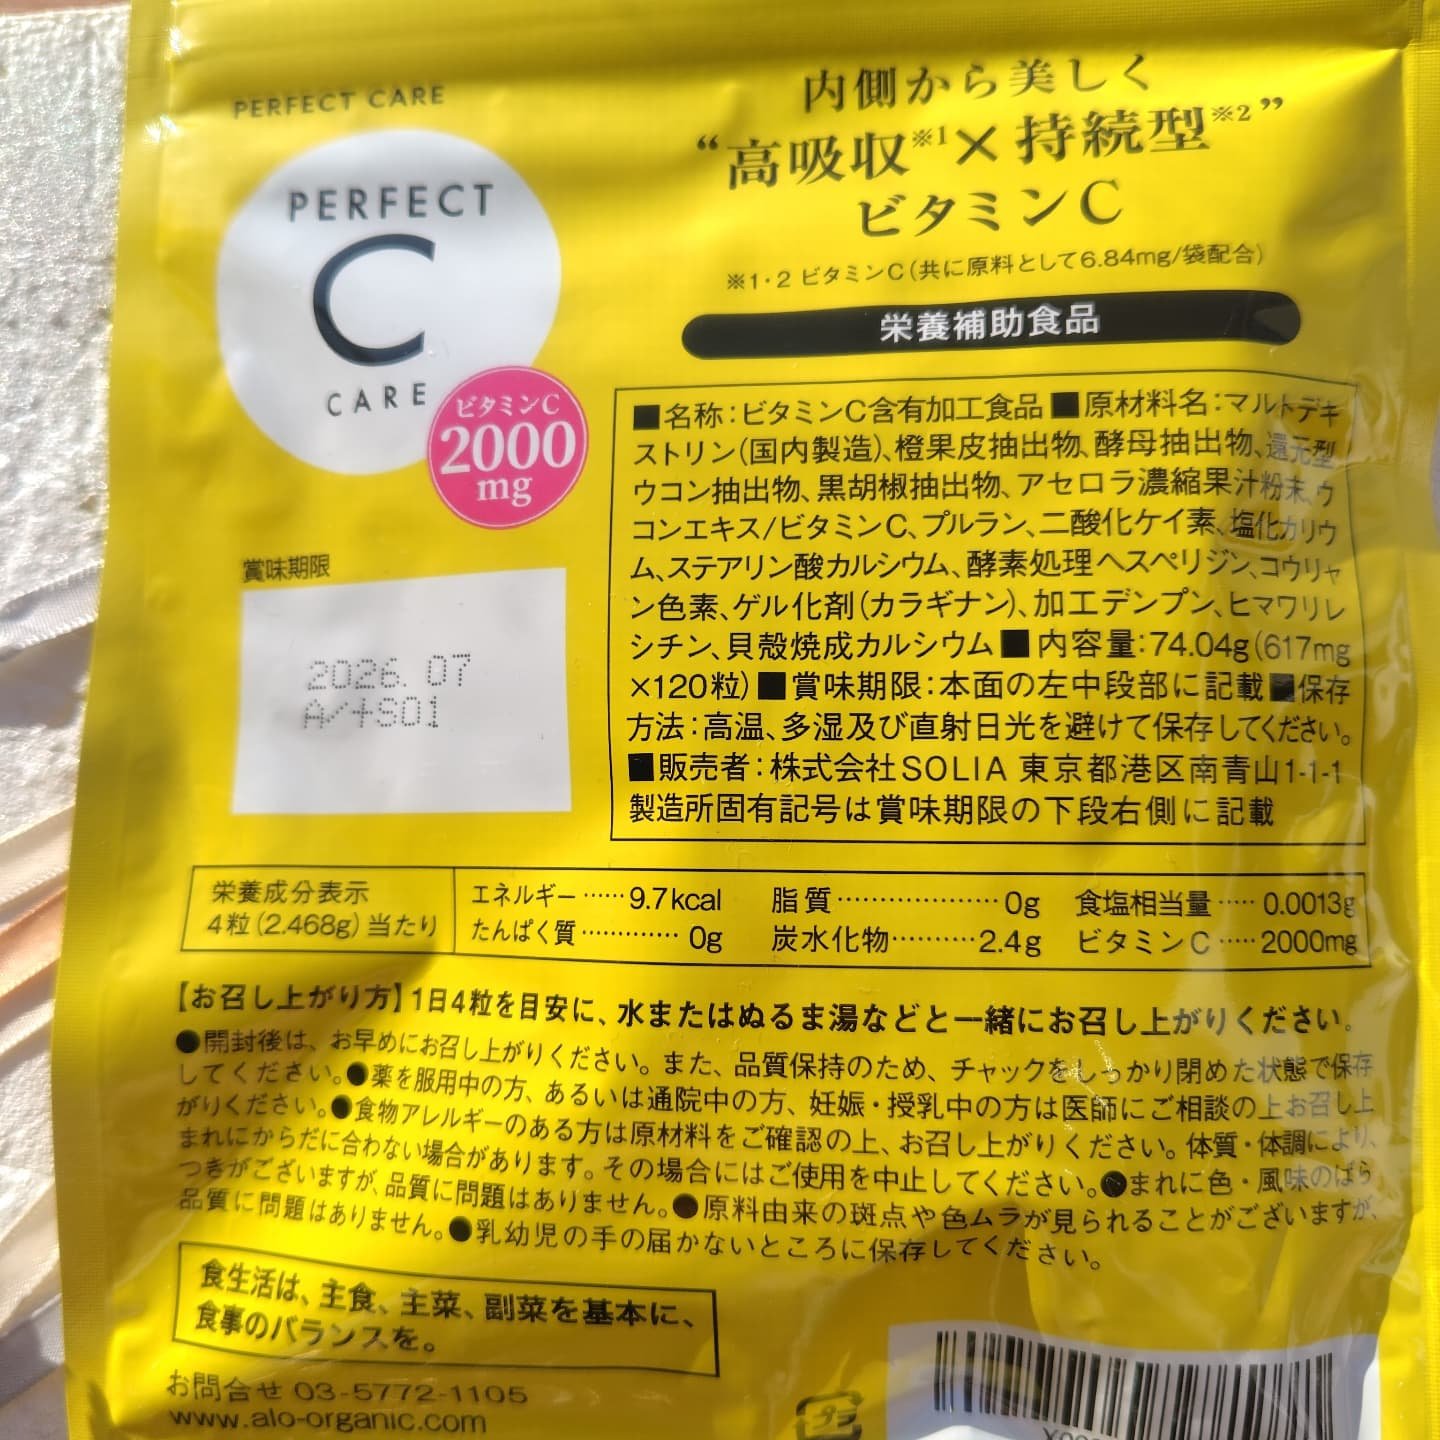 PERFECT CARE
PERFECT
C
CARE
ビタミンC
2000
mg
内側から美しく
“高吸収※1×持続型※2”
ビタミンC
※1・2 ビタミンC(共に原料として6.84mg/袋配合)
栄養補助食品
■名称:ビタミンC含有加工食品■原材料名:マルトデキ
ストリン(国内製造)、橙果皮抽出物、酵母抽出物、還元型
ウコン抽出物、黒胡椒抽出物、アセロラ濃縮果汁粉末、ウ
コンエキス/ビタミンC、プルラン、二酸化ケイ素、塩化カリウ
ム、ステアリン酸カルシウム、酵素処理ヘスペリジン、コウリャ
ン色素、ゲル化剤(カラギナン)、加工デンプン、ヒマワリレ
シチン、貝殻焼成カルシウム■内容量:74.04g(617mg
×120粒)■賞味期限:本面の左中段部に記載■保存
方法:高温、多湿及び直射日光を避けて保存してください。
■販売者:株式会社SOLIA 東京都港区南青山1-1-1
製造所固有記号は賞味期限の下段右側に記載
賞味期限
2026.07
A/+S01
栄養成分表示
4粒(2.468g)当たり
エネルギー……9.7kcal 脂質…………………0g 食塩相当量……0.0013g
たんぱく質…………0g 炭水化物…………2.4g ビタミンC……2000mg
【お召し上がり方】1日4粒を目安に、水またはぬるま湯などと一緒にお召し上がりください。
●開封後は、お早めにお召し上がりください。また、品質保持のため、チャックをしっかり閉めた状態で保存
してください。●薬を服用中の方、あるいは通院中の方、妊娠・授乳中の方は医師にご相談の上お召し上
がりください。●食物アレルギーのある方は原材料をご確認の上、お召し上がりください。体質・体調により、
まれにからだに合わない場合があります。その場合にはご使用を中止してください。●まれに色・風味のばら
つきがございますが、品質に問題はありません。●原料由来の斑点や色ムラが見られることがございますが、
品質に問題はありません。●乳幼児の手の届かないところに保存してください。
食生活は、主食、主菜、副菜を基本に、
食事のバランスを。
お問合せ 03-5772-1105
www.alo-organic.com